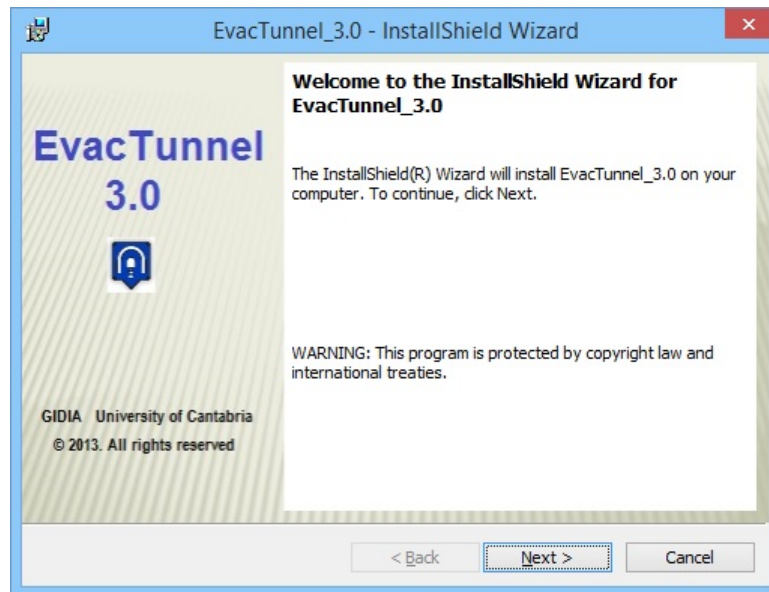 EvacTunnel_3.0 - InstallShield Wizard
EvacTunnel
3.0
GIDIA University of Cantabria
© 2013. All rights reserved
Welcome to the InstallShield Wizard for
EvacTunnel_3.0
The InstallShield(R) Wizard will install EvacTunnel_3.0 on your
computer. To continue, click Next.
WARNING: This program is protected by copyright law and
international treaties.
< Back
Next >
Cancel